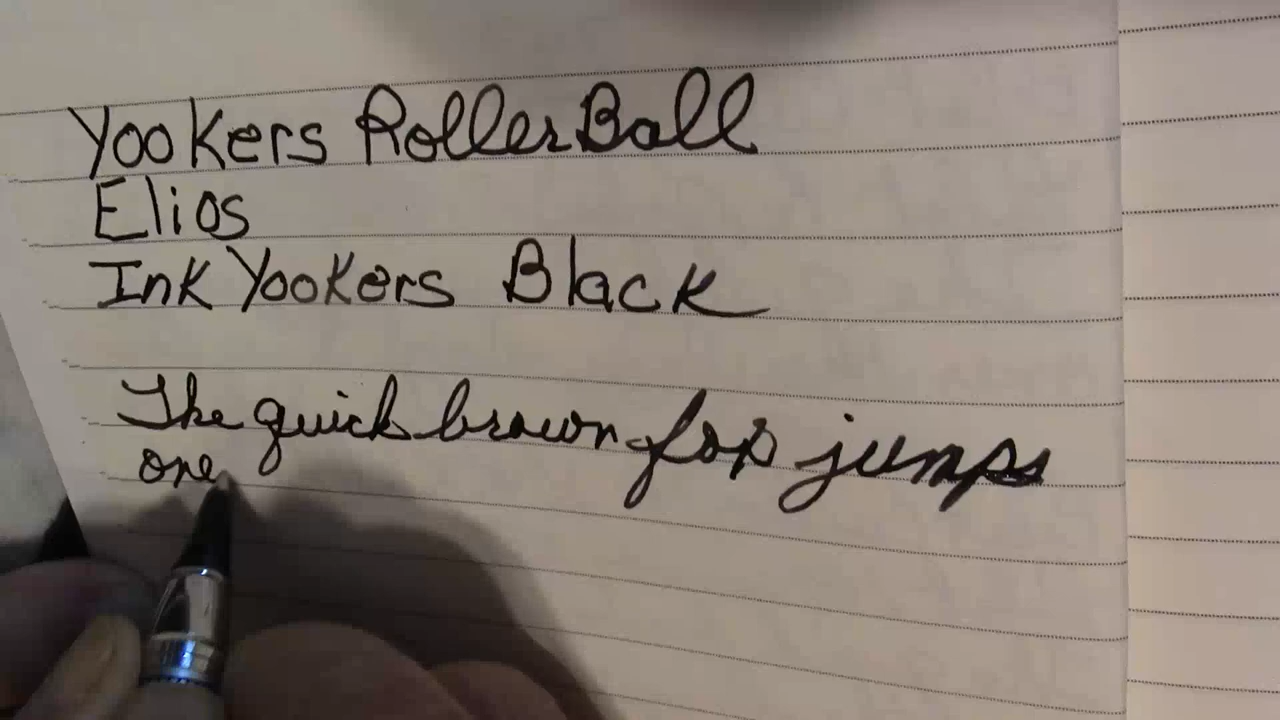 Yookers RollerBall
Elios
Ink Yookers Black
The quick brown fox jumps
one